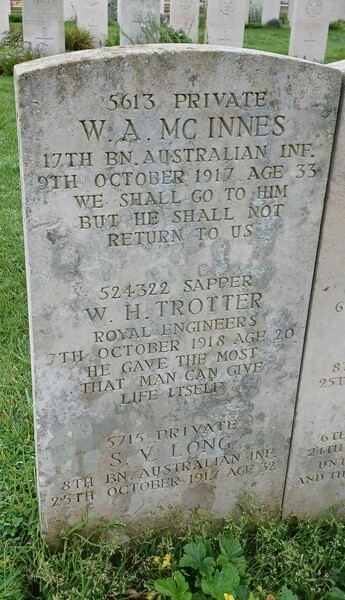 5613 PRIVATE
W. A. MC INNES
17TH BN. AUSTRALIAN INF.
9TH OCTOBER 1917 AGE 33
WE SHALL GO TO HIM
BUT HE SHALL NOT
RETURN TO US
524322 SAPPER
W. H. TROTTER
ROYAL ENGINEERS
7TH OCTOBER 1918 AGE 20
HE GAVE THE MOST
THAT MAN CAN GIVE
LIFE ITSELF
5715 PRIVATE
S. V. LONG
8TH BN. AUSTRALIAN INF.
25TH OCTOBER 1917 AGE 32